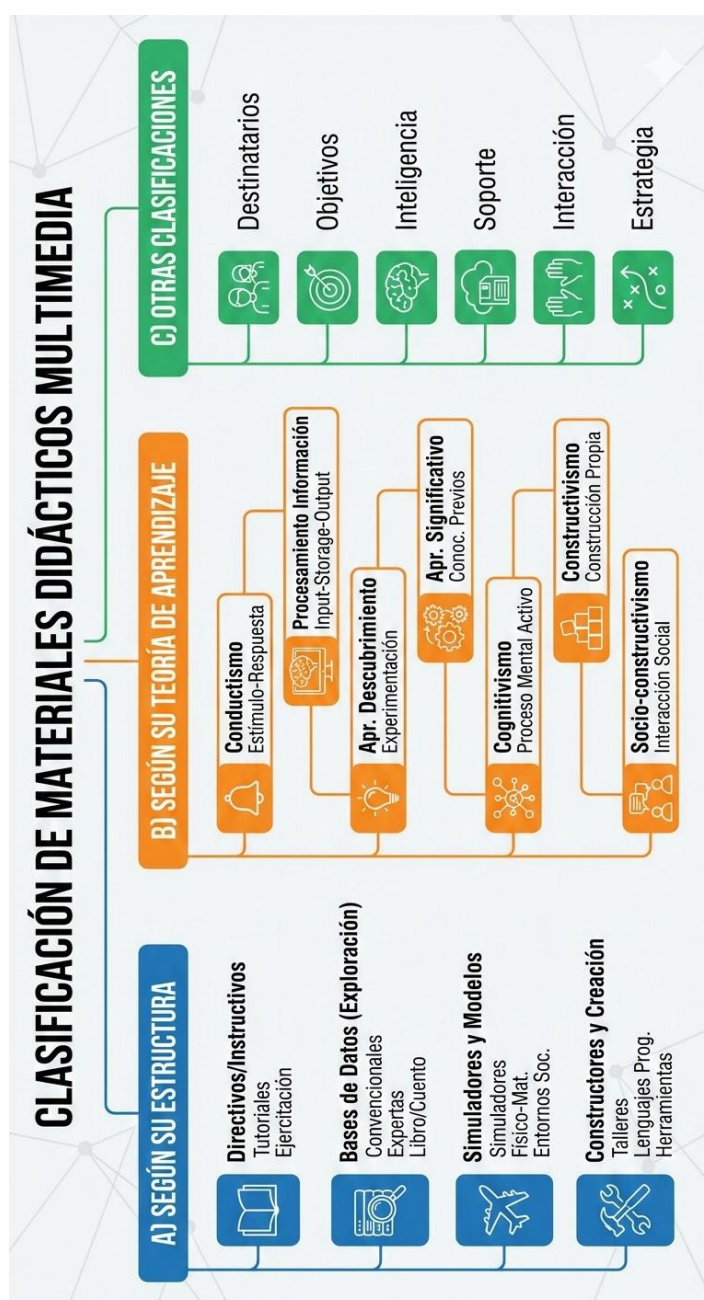 CLASIFICACIÓN DE MATERIALES DIDÁCTICOS MULTIMEDIA
A) SEGÚN SU ESTRUCTURA
Directivos/Instructivos
Tutoriales
Ejercitación
Bases de Datos (Exploración)
Convencionales
Expertas
Libro/Cuento
Simuladores y Modelos
Simuladores
Físico-Mat.
Entornos Soc.
Constructores y Creación
Talleres
Lenguajes Prog.
Herramientas
B) SEGÚN SU TEORÍA DE APRENDIZAJE
Conductismo
Estímulo-Respuesta
Procesamiento Información
Input-Storage-Output
Apr. Descubrimiento
Experimentación
Apr. Significativo
Conoc. Previos
Cognitivismo
Proceso Mental Activo
Constructivismo
Construcción Propia
Socio-constructivismo
Interacción Social
C) OTRAS CLASIFICACIONES
Destinatarios
Objetivos
Inteligencia
Soporte
Interacción
Estrategia